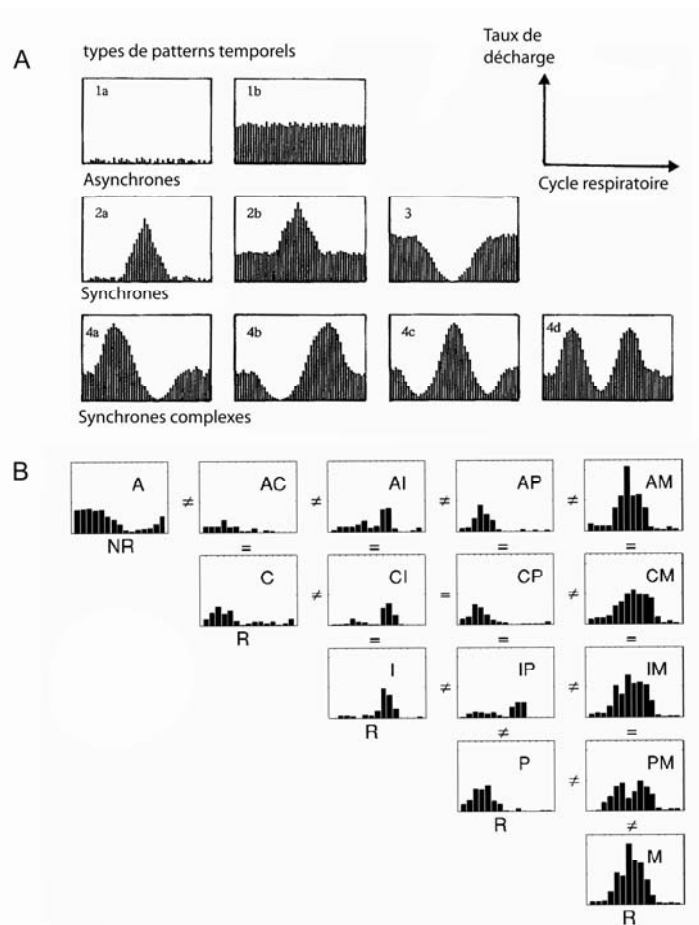 A
types de patterns temporels
Taux de
décharge
1a
1b
Asynchrones
Cycle respiratoire
2a
2b
3
Synchrones
4a
4b
4c
4d
Synchrones complexes
B
A ≠ AC ≠ AI ≠ AP ≠ AM
NR = = = =
C ≠ CI = CP ≠ CM
R = = =
I ≠ IP ≠ IM
R ≠ =
P ≠ PM
R ≠
M
R